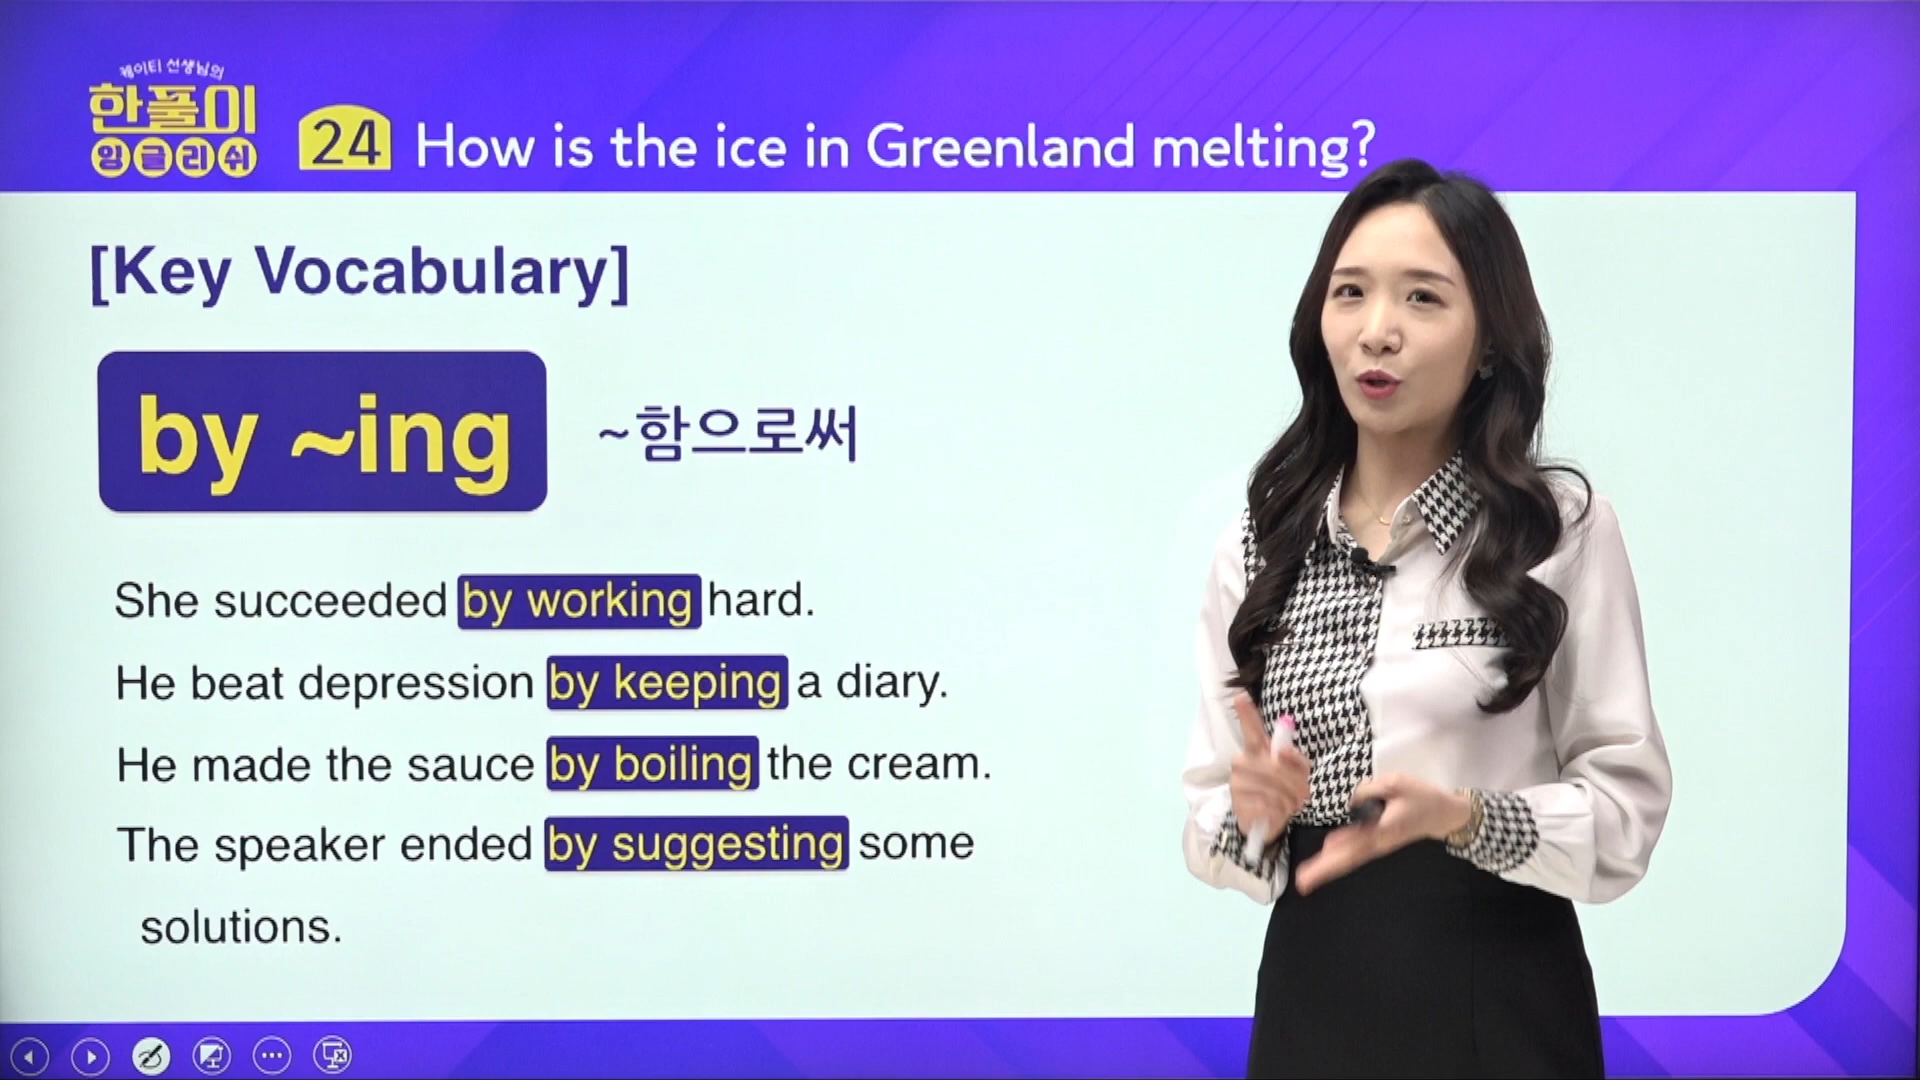 케이티 선생님의
한풀이
잉글리쉬
24 How is the ice in Greenland melting?
[Key Vocabulary]
by ~ing ~함으로써
She succeeded by working hard.
He beat depression by keeping a diary.
He made the sauce by boiling the cream.
The speaker ended by suggesting some
solutions.